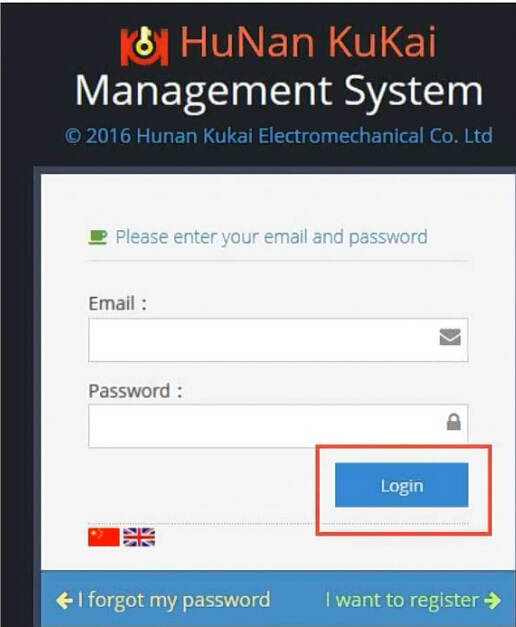 HuNan KuKai
Management System
© 2016 Hunan Kukai Electromechanical Co. Ltd
Please enter your email and password
Email :
Password :
Login
I forgot my password
I want to register